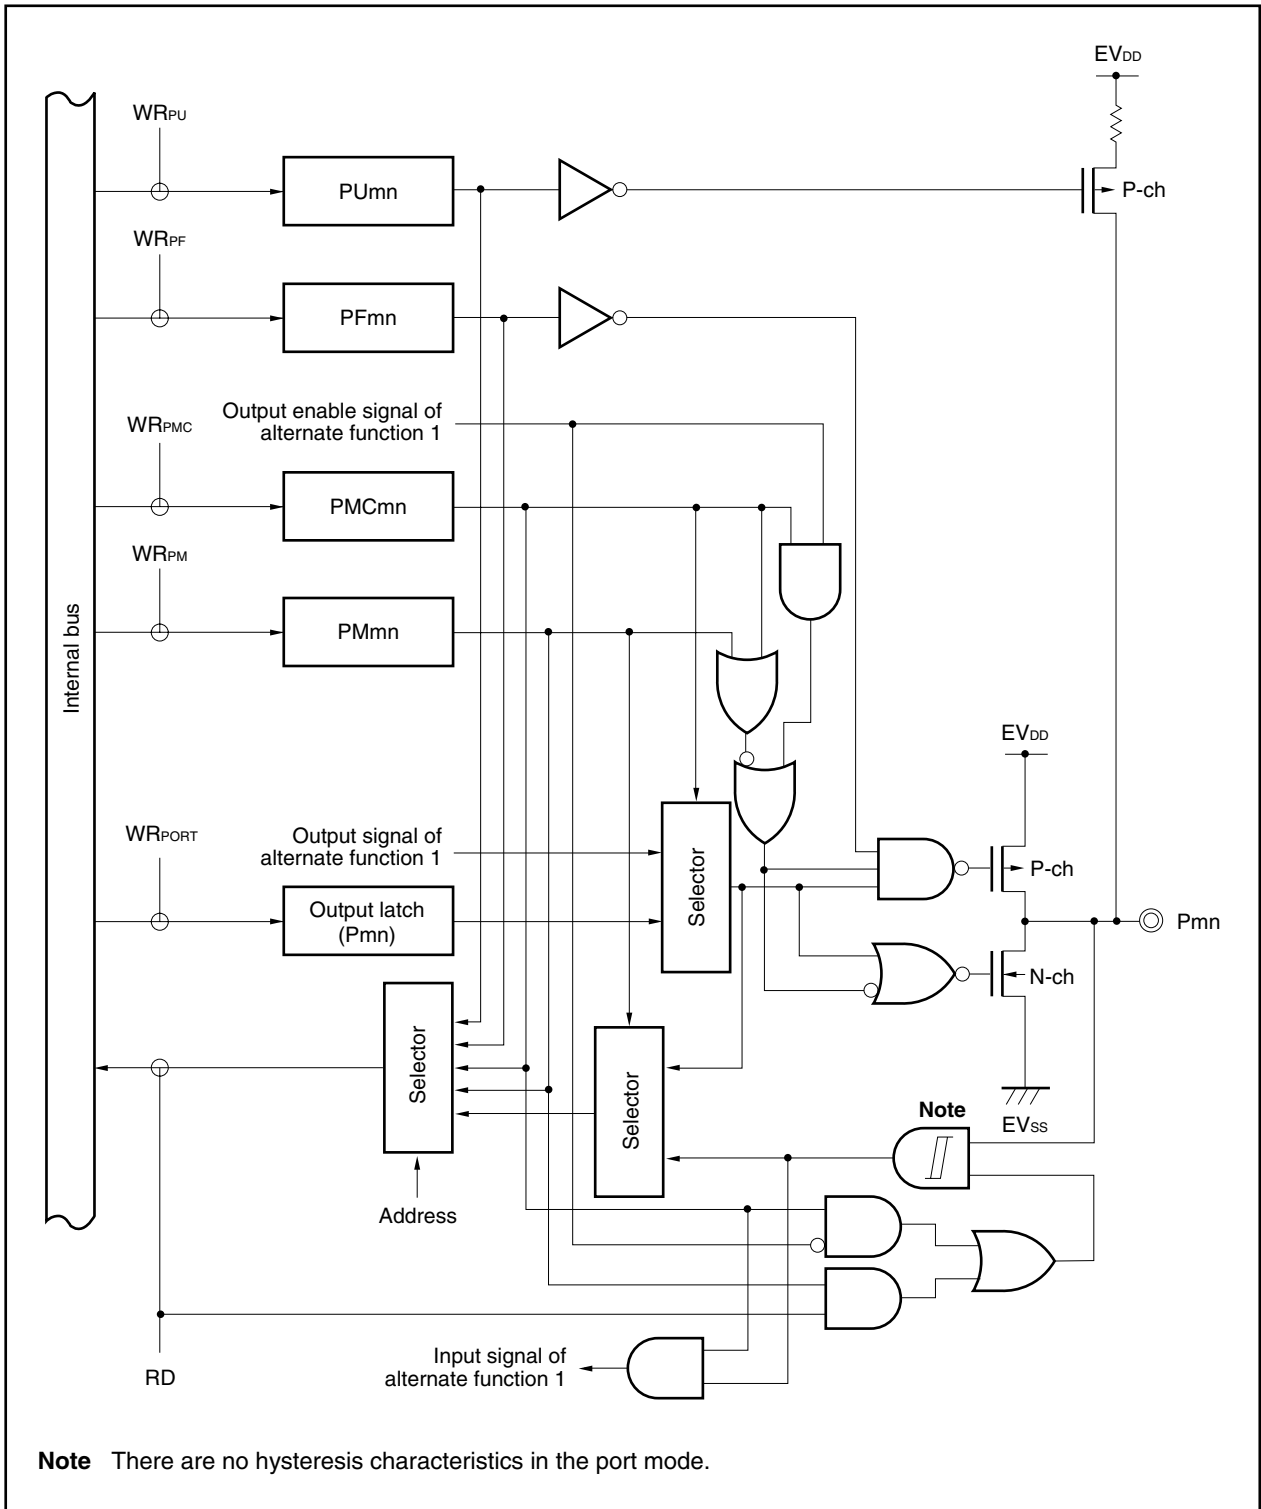 EVDD
WRPU
PUmn
P-ch
WRPF
PFmn
Output enable signal of
alternate function 1
WRPMC
PMCmn
WRPM
PMmn
Internal bus
EVDD
WRPORT
Output signal of
alternate function 1
Selector
P-ch
Output latch
(Pmn)
Pmn
N-ch
Selector
Selector
Note
EVSS
Address
Input signal of
alternate function 1
RD
Note There are no hysteresis characteristics in the port mode.